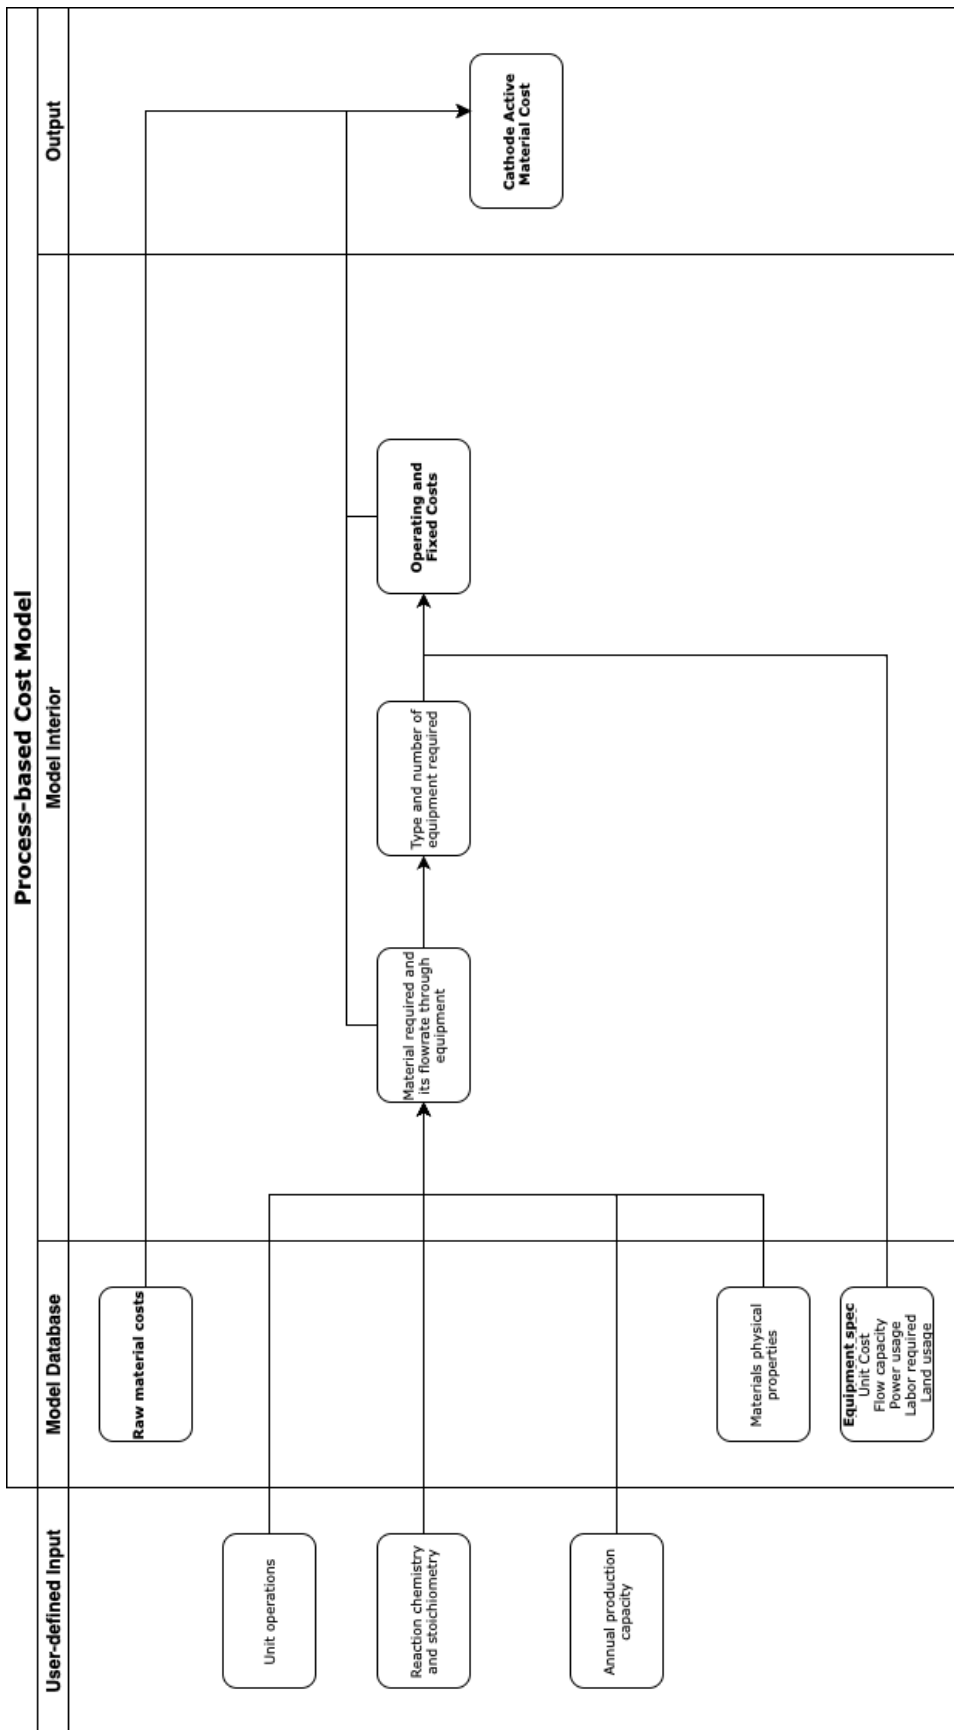 Process-based Cost Model
User-defined Input
Model Database
Model Interior
Output
Raw material costs
Unit operations
Reaction chemistry
and stoichiometry
Annual production
capacity
Materials physical
properties
Equipment spec
Unit Cost
Flow capacity
Power usage
Labor required
Land usage
Material required and
its flowrate through
equipment
Type and number of
equipment required
Operating and
Fixed Costs
Cathode Active
Material Cost